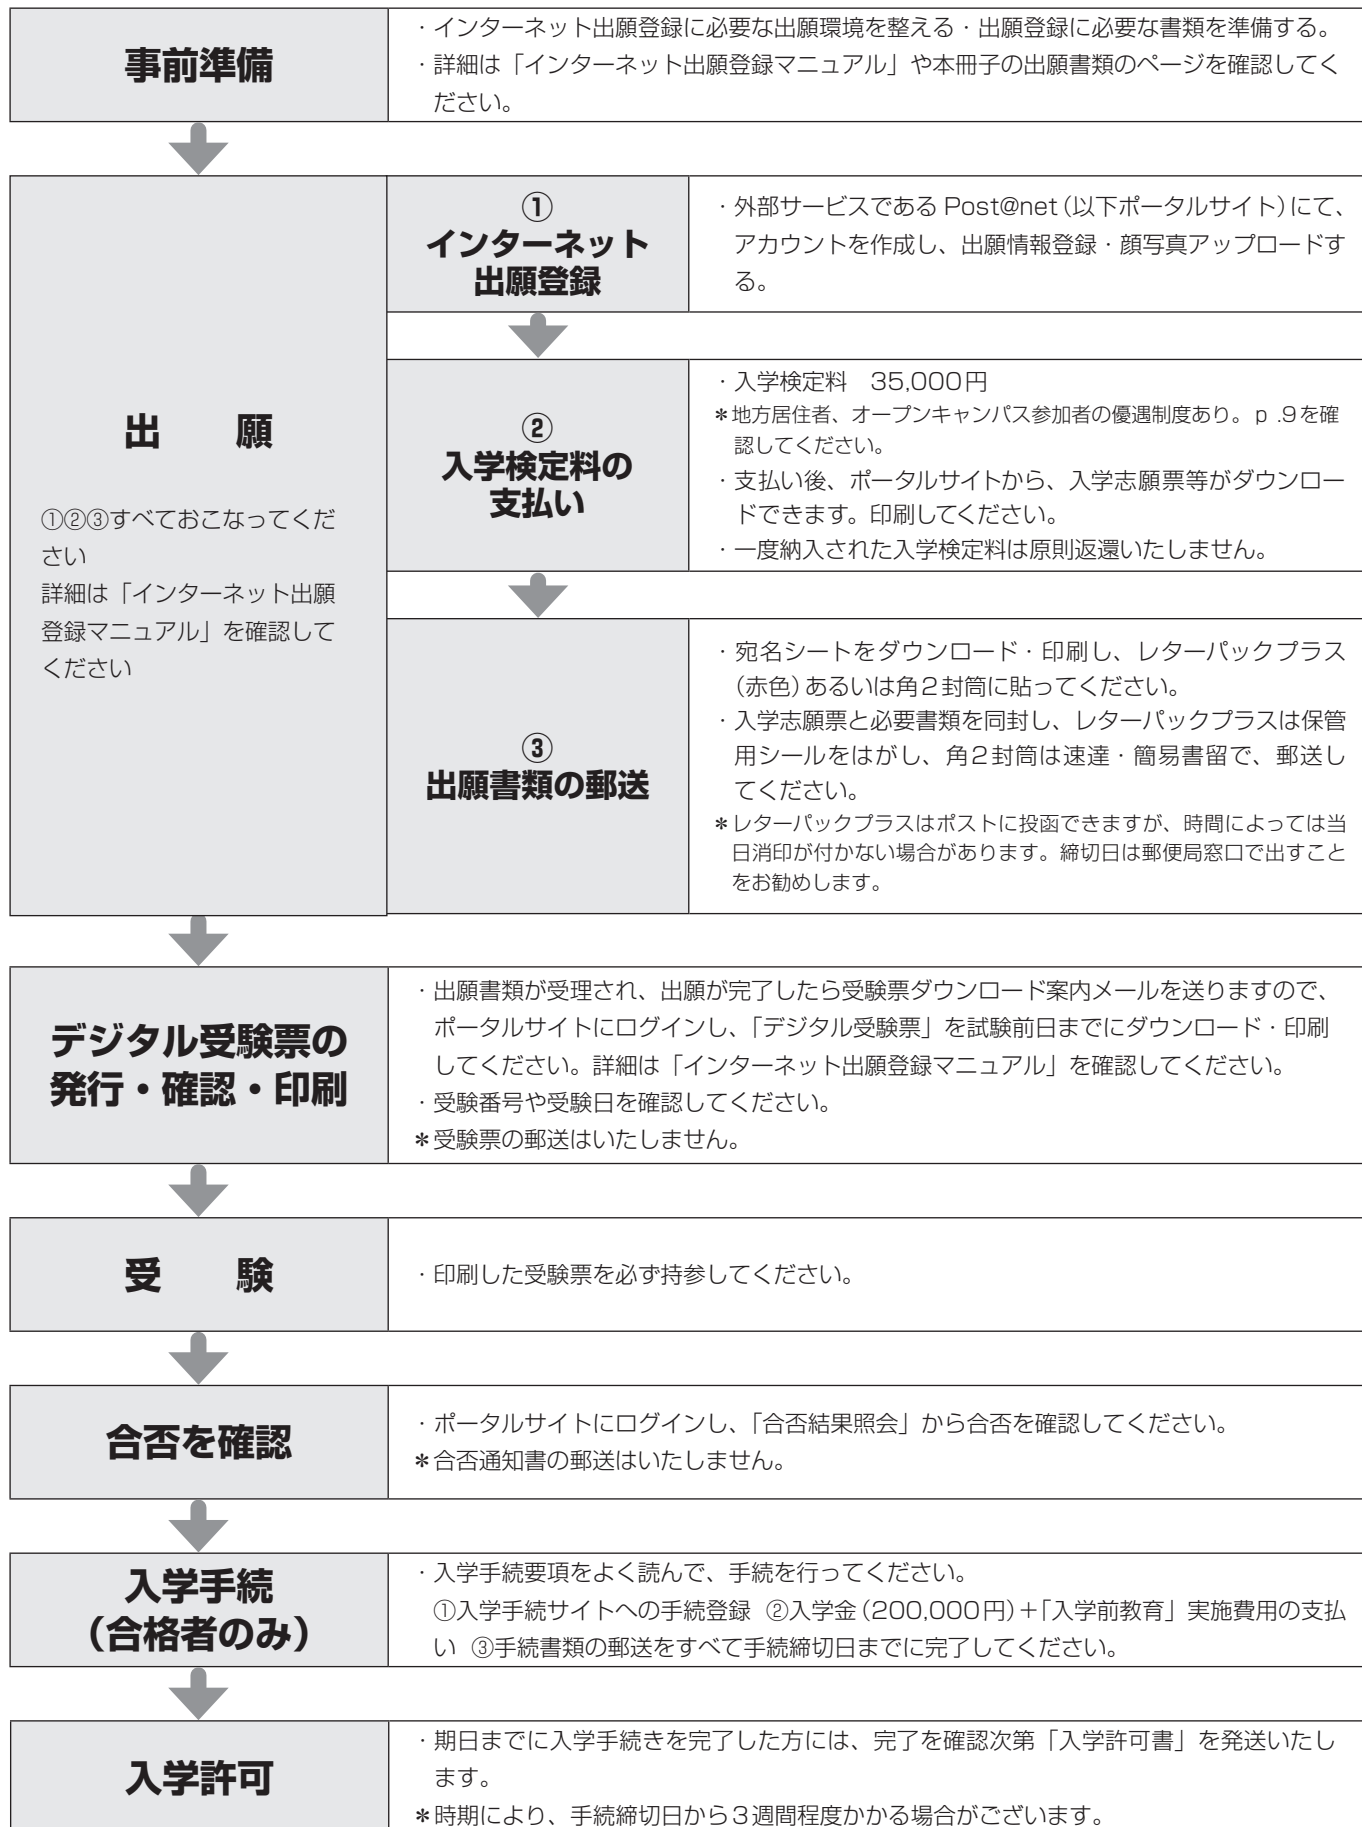 事前準備
・インターネット出願登録に必要な出願環境を整える・出願登録に必要な書類を準備する。
・詳細は「インターネット出願登録マニュアル」や本冊子の出願書類のページを確認してく
ださい。
出　願
①②③すべておこなってくだ
さい
詳細は「インターネット出願
登録マニュアル」を確認して
ください
①
インターネット
出願登録
・外部サービスである Post@net（以下ポータルサイト）にて、
アカウントを作成し、出願情報登録・顔写真アップロードす
る。
②
入学検定料の
支払い
・入学検定料　35,000円
＊地方居住者、オープンキャンパス参加者の優遇制度あり。p .9を確
認してください。
・支払い後、ポータルサイトから、入学志願票等がダウンロー
ドできます。印刷してください。
・一度納入された入学検定料は原則返還いたしません。
③
出願書類の郵送
・宛名シートをダウンロード・印刷し、レターパックプラス
（赤色）あるいは角2封筒に貼ってください。
・入学志願票と必要書類を同封し、レターパックプラスは保管
用シールをはがし、角2封筒は速達・簡易書留で、郵送し
てください。
＊レターパックプラスはポストに投函できますが、時間によっては当
日消印が付かない場合があります。締切日は郵便局窓口で出すこと
をお勧めします。
デジタル受験票の
発行・確認・印刷
・出願書類が受理され、出願が完了したら受験票ダウンロード案内メールを送りますので、
ポータルサイトにログインし、「デジタル受験票」を試験前日までにダウンロード・印刷
してください。詳細は「インターネット出願登録マニュアル」を確認してください。
・受験番号や受験日を確認してください。
＊受験票の郵送はいたしません。
受　験
・印刷した受験票を必ず持参してください。
合否を確認
・ポータルサイトにログインし、「合否結果照会」から合否を確認してください。
＊合否通知書の郵送はいたしません。
入学手続
（合格者のみ）
・入学手続要項をよく読んで、手続を行ってください。
①入学手続サイトへの手続登録 ②入学金（200,000円）＋「入学前教育」実施費用の支払
い ③手続書類の郵送をすべて手続締切日までに完了してください。
入学許可
・期日までに入学手続きを完了した方には、完了を確認次第「入学許可書」を発送いたし
ます。
＊時期により、手続締切日から3週間程度かかる場合がございます。